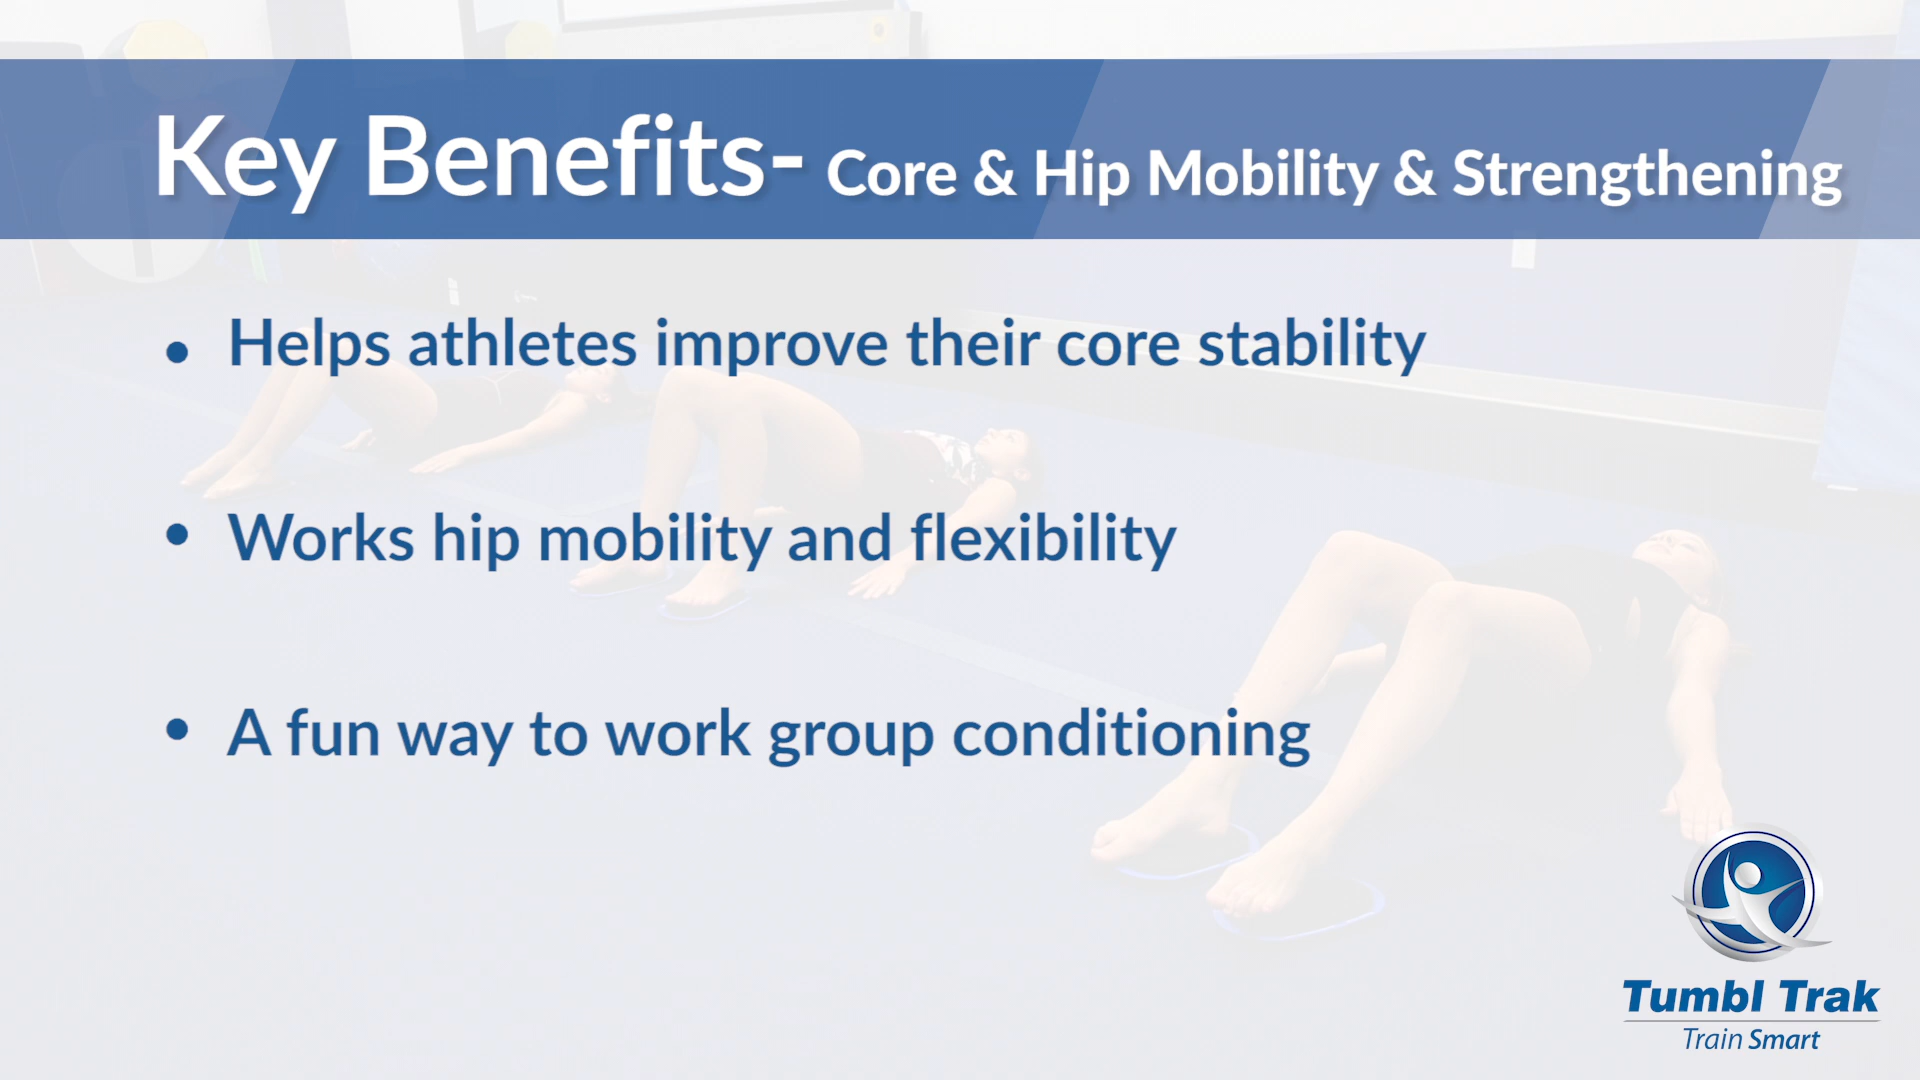 Key Benefits- Core & Hip Mobility & Strengthening
• Helps athletes improve their core stability
• Works hip mobility and flexibility
• A fun way to work group conditioning
Tumbl Trak
Train Smart